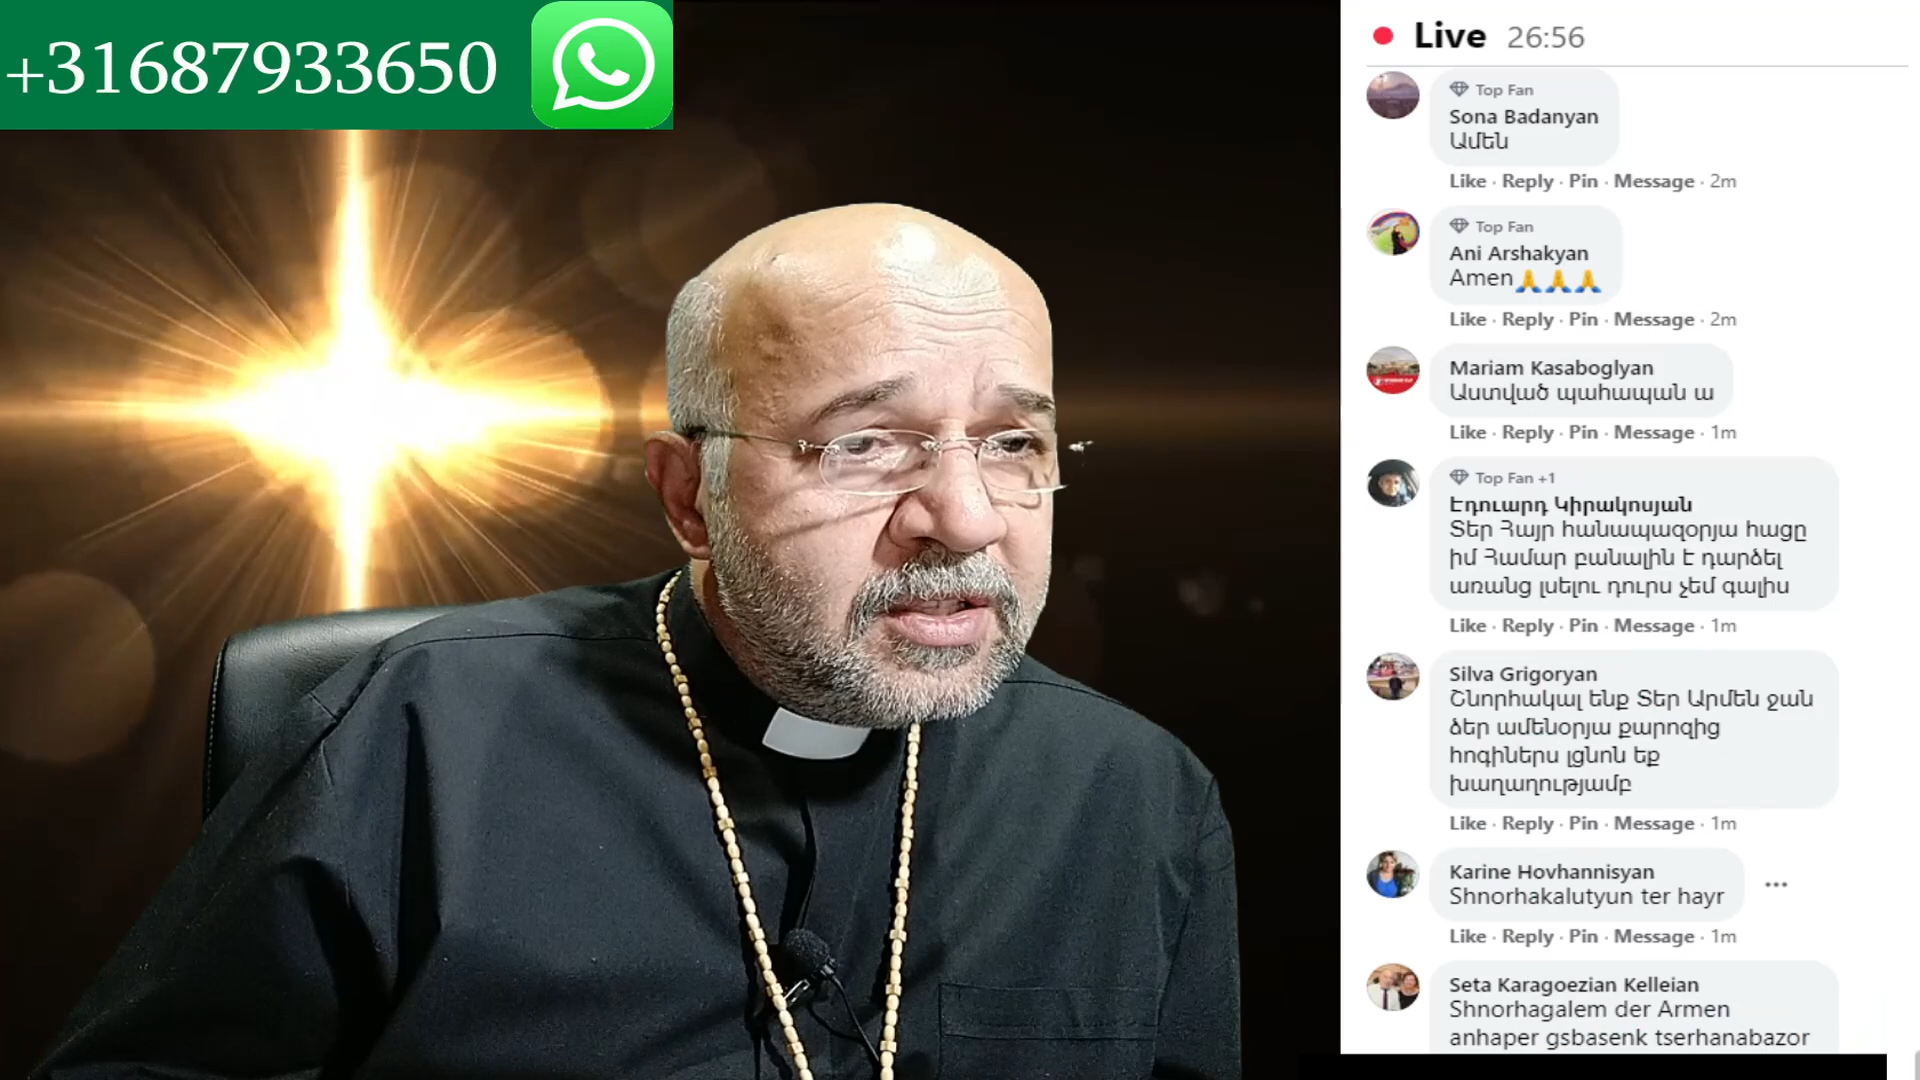 +31687933650
Live 26:56
Top Fan
Sona Badanyan
Ամեն
Like · Reply · Pin · Message · 2m
Top Fan
Ani Arshakyan
Amen🙏🙏🙏
Like · Reply · Pin · Message · 2m
Mariam Kasaboglyan
Աստված պահապան ա
Like · Reply · Pin · Message · 1m
Top Fan +1
Էդուարդ Կիրակոսյան
Տեր Հայր հանապազօրյա հացը
իմ Համար բանալին է դարձել
առանց լսելու դուրս չեմ գալիս
Like · Reply · Pin · Message · 1m
Silva Grigoryan
Շնորհակալ ենք Տեր Արմեն ջան
ձեր ամենօրյա քարոզից
հոգիներս լցնոն եք
խաղաղությամբ
Like · Reply · Pin · Message · 1m
Karine Hovhannisyan
Shnorhakalutyun ter hayr
Like · Reply · Pin · Message · 1m
Seta Karagoezian Kelleian
Shnorhagalem der Armen
anhaper gsbasenk tserhanabazor